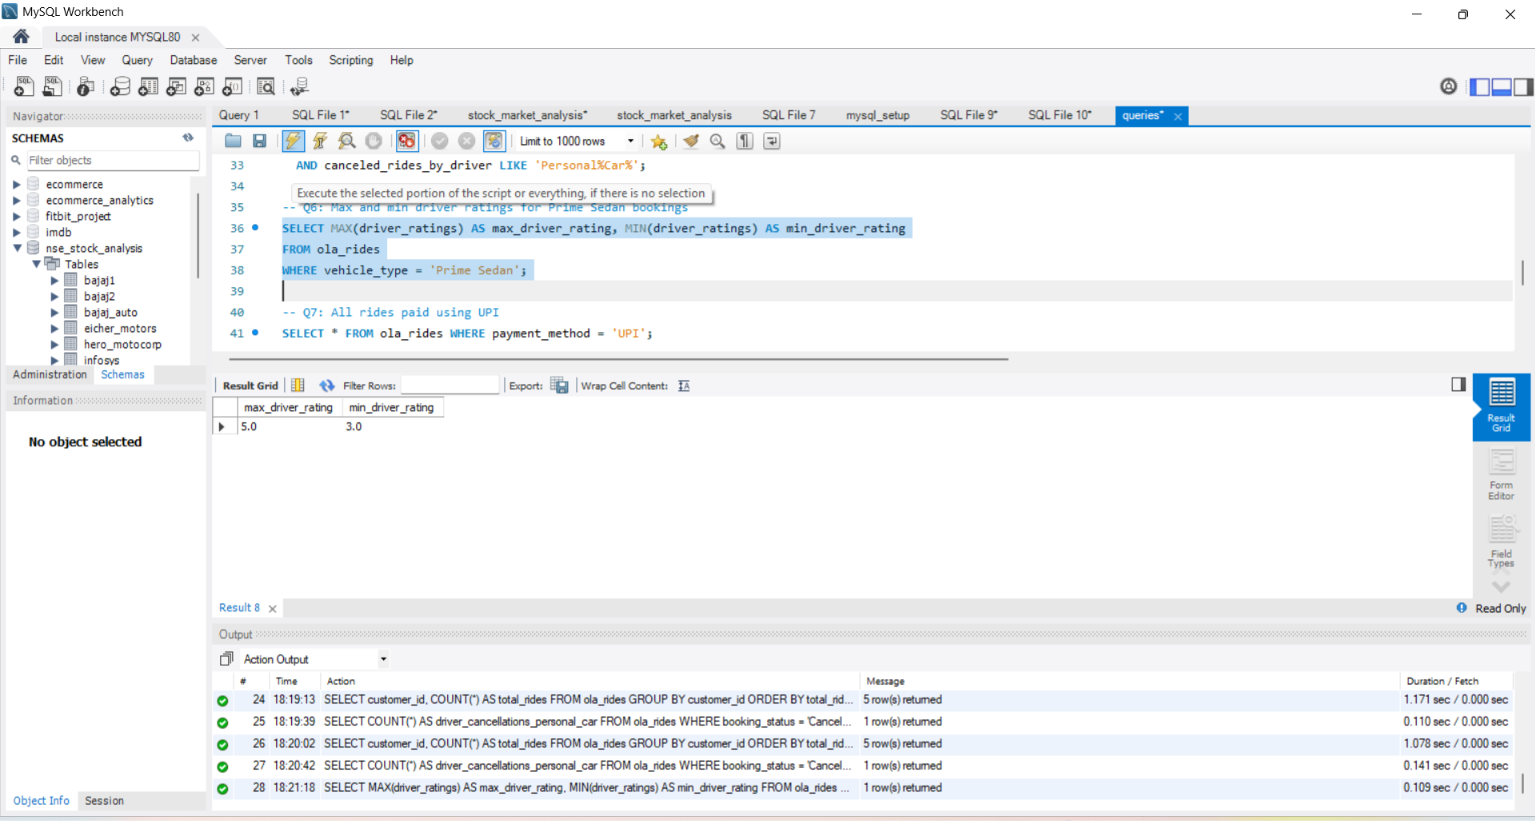 MySQL Workbench
Local instance MYSQL80 ×
File Edit View Query Database Server Tools Scripting Help
Navigator
SCHEMAS
Filter objects
ecommerce
ecommerce_analytics
fitbit_project
imdb
nse_stock_analysis
Tables
bajaj1
bajaj2
bajaj_auto
eicher_motors
hero_motocorp
infosys
Administration Schemas
Information
No object selected
Object Info Session
Query 1 SQL File 1* SQL File 2* stock_market_analysis* stock_market_analysis SQL File 7 mysql_setup SQL File 9* SQL File 10* queries* ×
Limit to 1000 rows
33 AND canceled_rides_by_driver LIKE 'Personal%Car%';
34
Execute the selected portion of the script or everything, if there is no selection
35 -- Q6: Max and min driver ratings for Prime Sedan bookings
36 SELECT MAX(driver_ratings) AS max_driver_rating, MIN(driver_ratings) AS min_driver_rating
37 FROM ola_rides
38 WHERE vehicle_type = 'Prime Sedan';
39
40 -- Q7: All rides paid using UPI
41 SELECT * FROM ola_rides WHERE payment_method = 'UPI';
Result Grid Filter Rows: Export: Wrap Cell Content:
max_driver_rating min_driver_rating
5.0 3.0
Result Grid
Form Editor
Field Types
Result 8 ×
Read Only
Output
Action Output
# Time Action Message Duration / Fetch
24 18:19:13 SELECT customer_id, COUNT(*) AS total_rides FROM ola_rides GROUP BY customer_id ORDER BY total_rid... 5 row(s) returned 1.171 sec / 0.000 sec
25 18:19:39 SELECT COUNT(*) AS driver_cancellations_personal_car FROM ola_rides WHERE booking_status = 'Cancel... 1 row(s) returned 0.110 sec / 0.000 sec
26 18:20:02 SELECT customer_id, COUNT(*) AS total_rides FROM ola_rides GROUP BY customer_id ORDER BY total_rid... 5 row(s) returned 1.078 sec / 0.000 sec
27 18:20:42 SELECT COUNT(*) AS driver_cancellations_personal_car FROM ola_rides WHERE booking_status = 'Cancel... 1 row(s) returned 0.141 sec / 0.000 sec
28 18:21:18 SELECT MAX(driver_ratings) AS max_driver_rating, MIN(driver_ratings) AS min_driver_rating FROM ola_rides ... 1 row(s) returned 0.109 sec / 0.000 sec